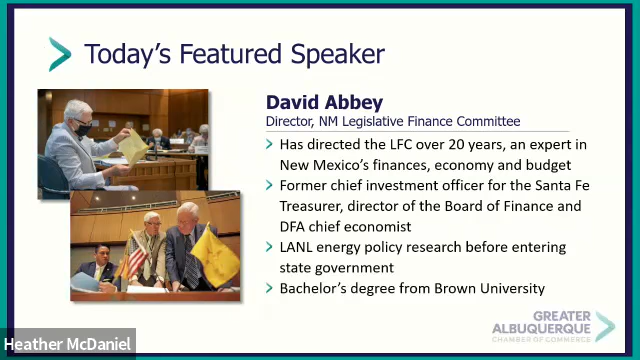 Today's Featured Speaker
David Abbey
Director, NM Legislative Finance Committee
Has directed the LFC over 20 years, an expert in
New Mexico's finances, economy and budget
Former chief investment officer for the Santa Fe
Treasurer, director of the Board of Finance and
DFA chief economist
LANL energy policy research before entering
state government
Bachelor's degree from Brown University
GREATER
ALBUQUERQUE
CHAMBER OF COMMERCE
Heather McDaniel